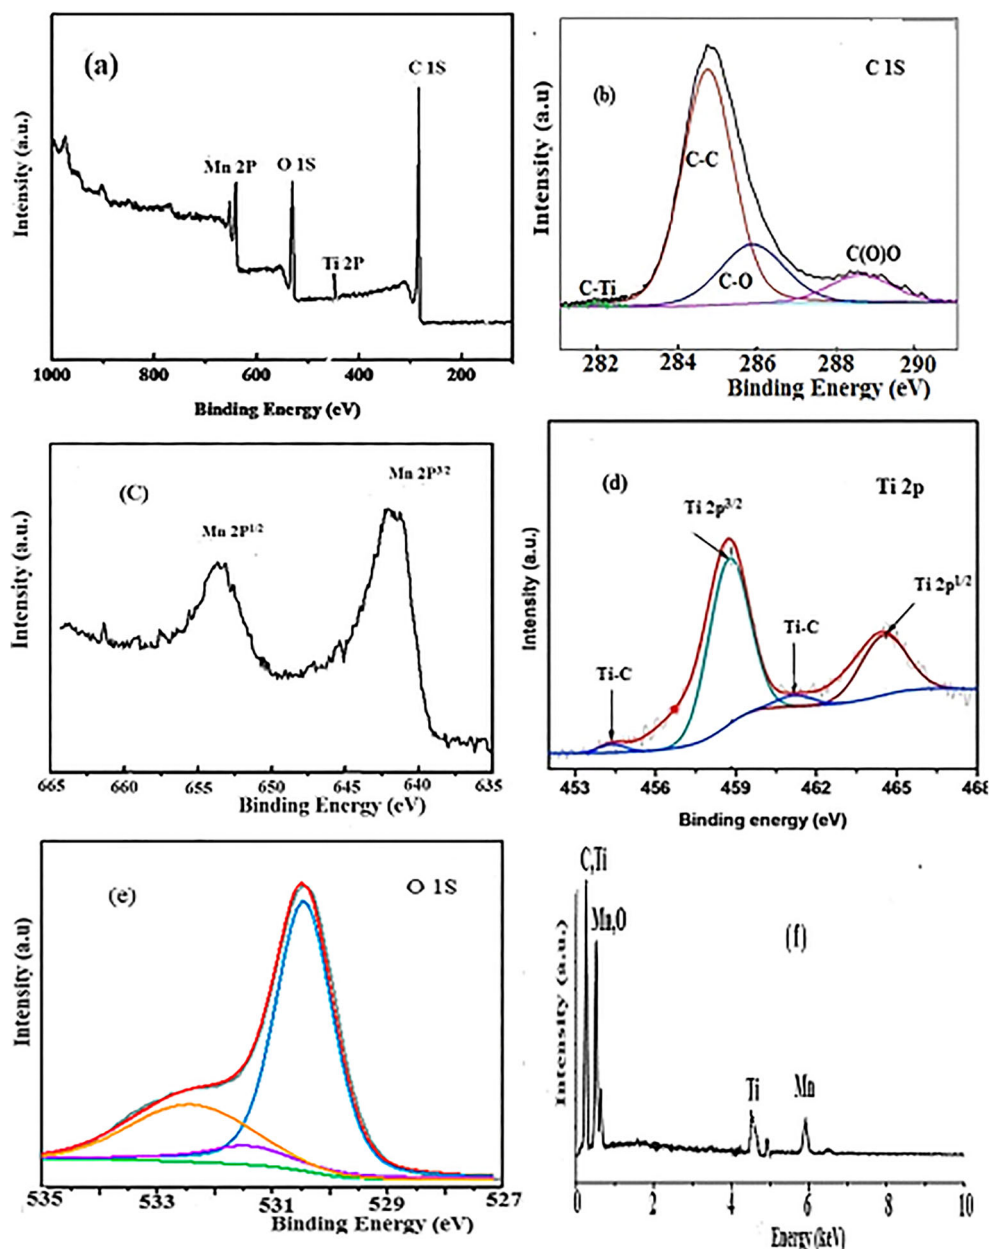 (a)
C 1S
Mn 2P
O 1S
Ti 2P
Intensity (a.u.)
1000 800 600 400 200
Binding Energy (eV)
(b)
C 1S
C-C
C-O
C(O)O
C-Ti
Intensity (a.u)
282 284 286 288 290
Binding Energy (eV)
(C)
Mn 2P3/2
Mn 2P1/2
Intensity (a.u.)
665 660 655 650 645 640 635
Binding Energy (eV)
(d)
Ti 2p
Ti 2p3/2
Ti 2p1/2
Ti-C
Ti-C
Intensity (a.u.)
453 456 459 462 465 468
Binding energy (eV)
(e)
O 1S
Intensity (a.u)
535 533 531 529 527
Binding Energy (eV)
C,Ti
Mn,O
(f)
Ti
Mn
Intensity (a.u.)
0 2 4 6 8 10
Energy (keV)